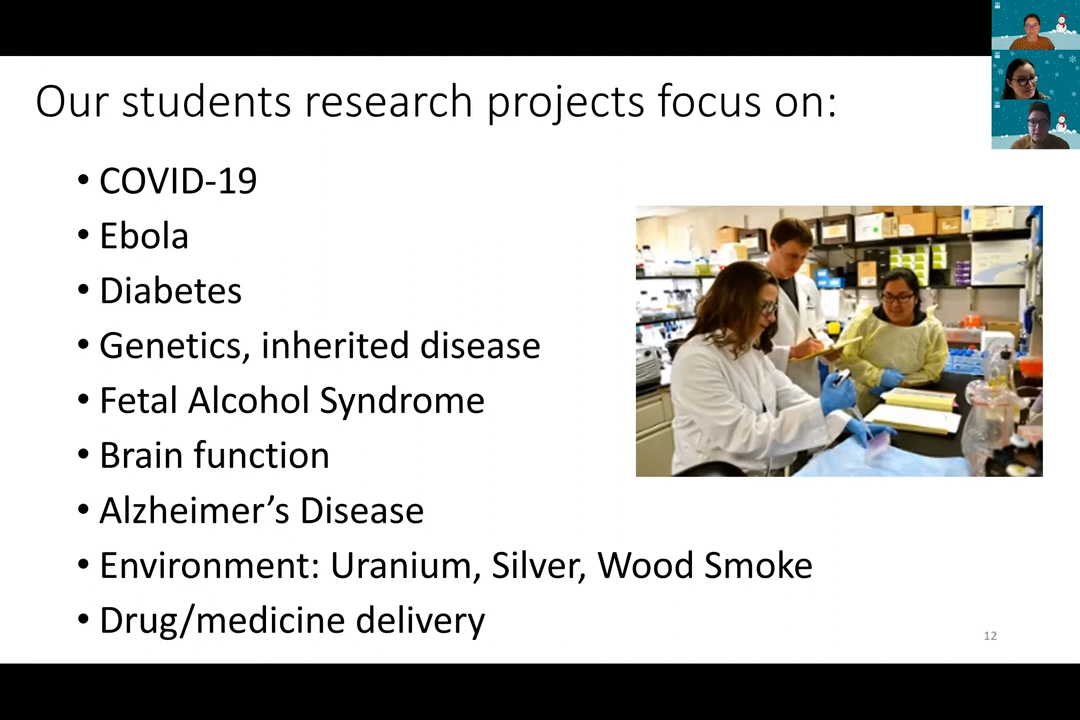 Our students research projects focus on:
• COVID-19
• Ebola
• Diabetes
• Genetics, inherited disease
• Fetal Alcohol Syndrome
• Brain function
• Alzheimer’s Disease
• Environment: Uranium, Silver, Wood Smoke
• Drug/medicine delivery
12